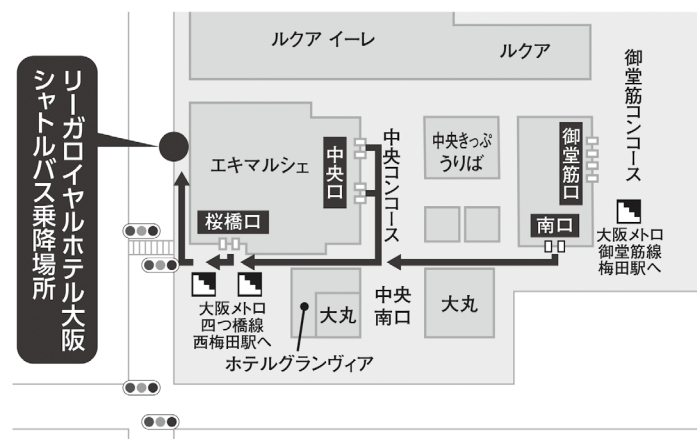 ルクア イーレ
ルクア
御堂筋コンコース
リーガロイヤルホテル大阪
シャトルバス乗降場所
エキマルシェ
中央口
中央コンコース
中央きっぷ
うりば
御堂筋口
桜橋口
南口
大阪メトロ
御堂筋線
梅田駅へ
大阪メトロ
四つ橋線
西梅田駅へ
大丸
中央
南口
大丸
ホテルグランヴィア